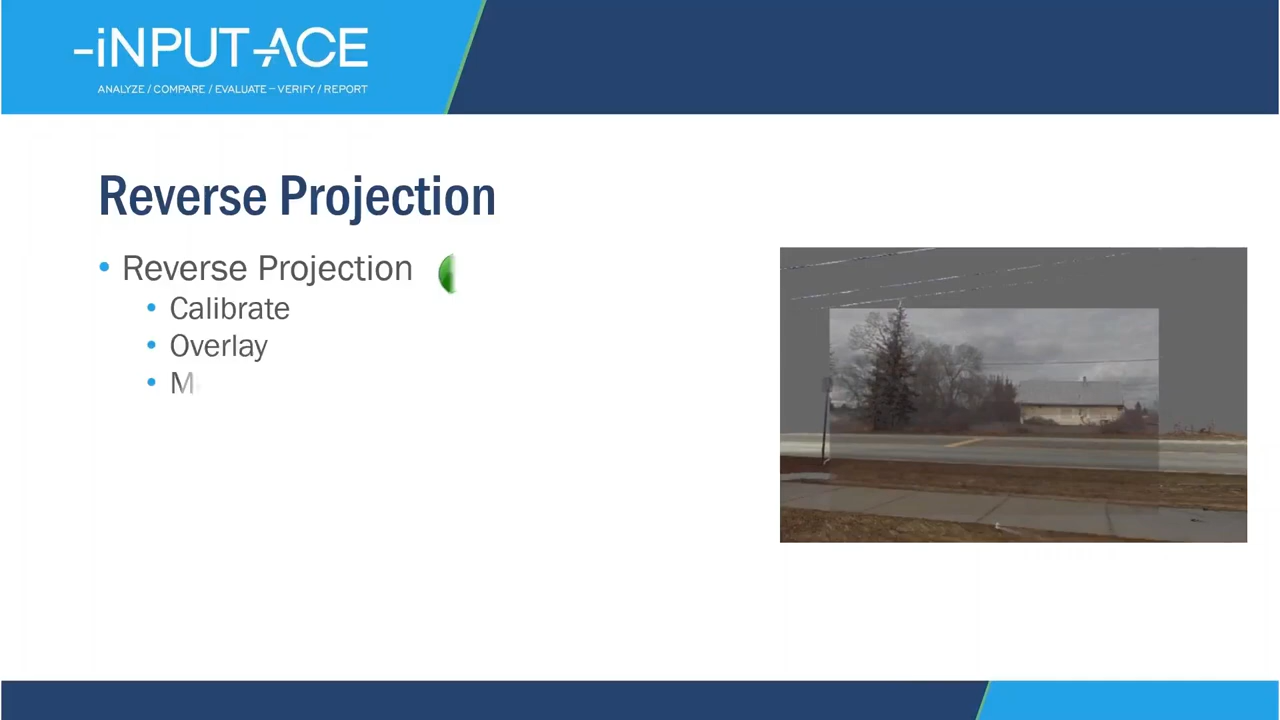 -iNPUT-ACE
ANALYZE / COMPARE / EVALUATE – VERIFY / REPORT
Reverse Projection
• Reverse Projection
• Calibrate
• Overlay
• M